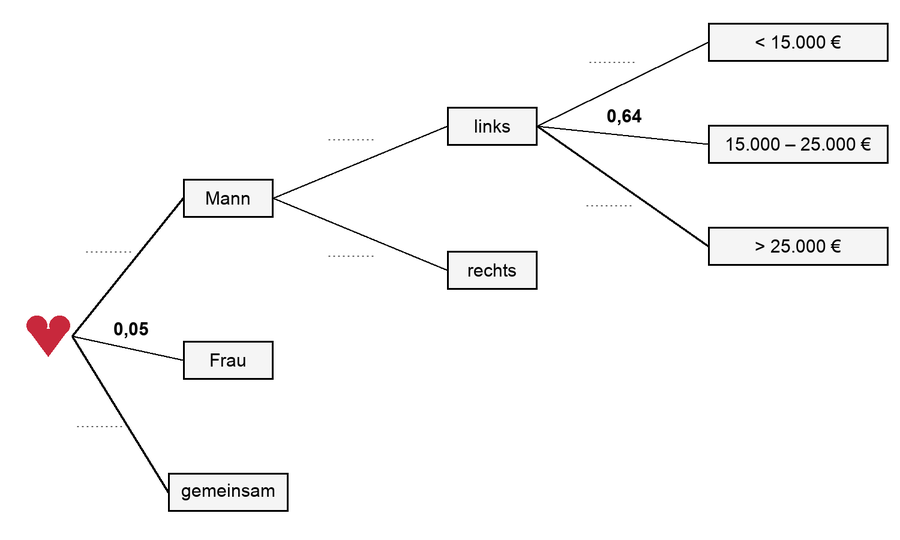 < 15.000 €
0,64
links
15.000 – 25.000 €
Mann
> 25.000 €
rechts
0,05
Frau
gemeinsam